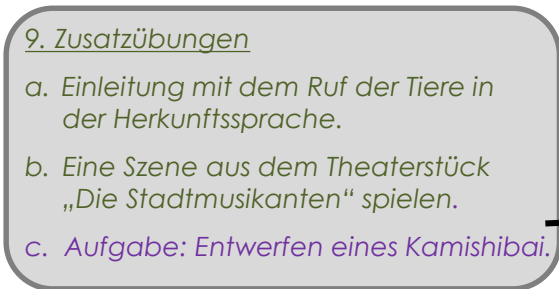 9. Zusatzübungen
a. Einleitung mit dem Ruf der Tiere in
der Herkunftssprache.
b. Eine Szene aus dem Theaterstück
„Die Stadtmusikanten“ spielen.
c. Aufgabe: Entwerfen eines Kamishibai.